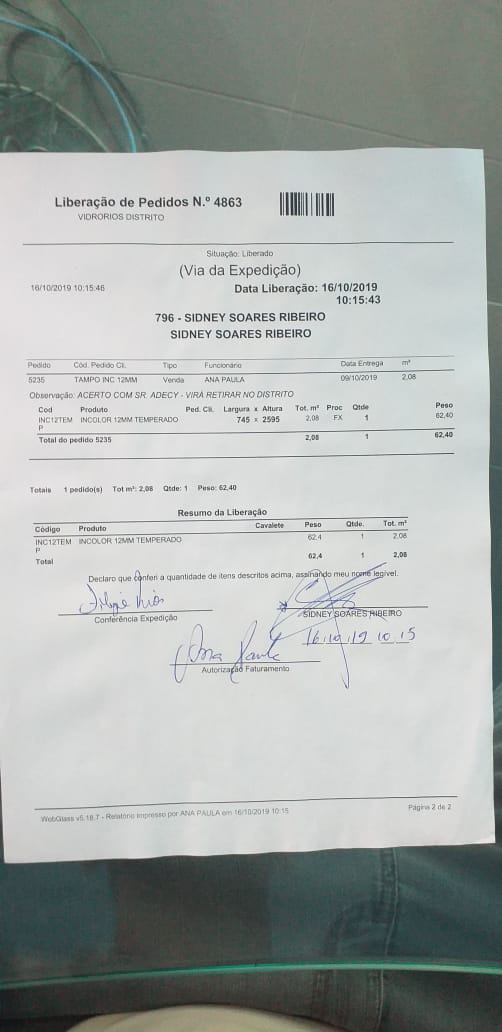 Liberação de Pedidos N.º 4863
VIDRORIOS DISTRITO
Situação: Liberado
(Via da Expedição)
16/10/2019 10:15:46 Data Liberação: 16/10/2019
10:15:43
796 - SIDNEY SOARES RIBEIRO
SIDNEY SOARES RIBEIRO
Pedido Cód. Pedido Cli. Tipo Funcionário Data Entrega m²
5235 TAMPO INC 12MM Venda ANA PAULA 09/10/2019 2,08
Observação: ACERTO COM SR. ADECY - VIRÁ RETIRAR NO DISTRITO
Cod Produto Ped. Cli. Largura x Altura Tot. m² Proc Qtde Peso
INC12TEM INCOLOR 12MM TEMPERADO 745 x 2595 2,08 FX 1 62,40
P
Total do pedido 5235 2,08 1 62,40
Totais 1 pedido(s) Tot m²: 2,08 Qtde: 1 Peso: 62,40
Resumo da Liberação
Código Produto Cavalete Peso Qtde. Tot. m²
INC12TEM INCOLOR 12MM TEMPERADO 62,4 1 2,08
P
Total 62,4 1 2,08
Declaro que conferi a quantidade de itens descritos acima, assinando meu nome legível.
Conferência Expedição
SIDNEY SOARES RIBEIRO
16/10/19 10:15
Ana Paula
Autorização Faturamento
WebGlass v5.18.7 - Relatório impresso por ANA PAULA em 16/10/2019 10:15 Página 2 de 2